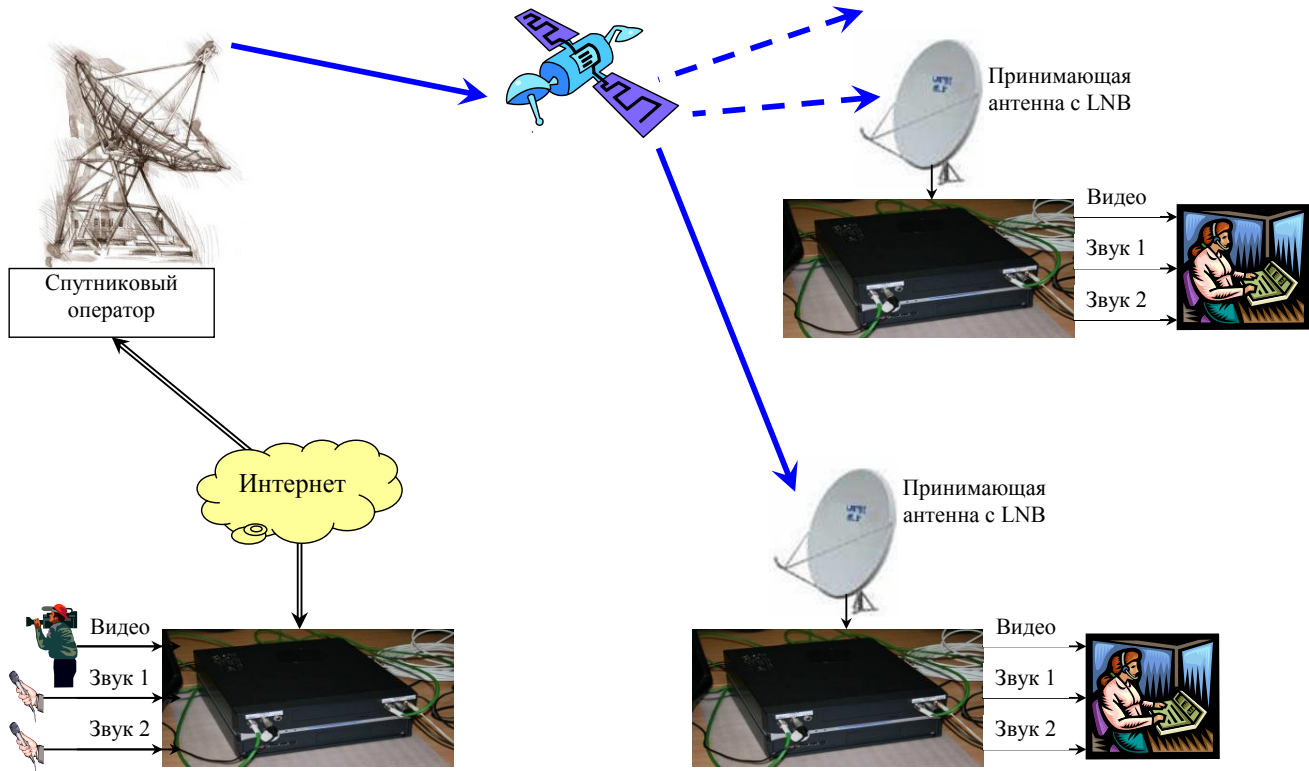 Принимающая
антенна с LNB
Видео
Звук 1
Звук 2
Спутниковый
оператор
Интернет
Принимающая
антенна с LNB
Видео
Звук 1
Звук 2
Видео
Звук 1
Звук 2